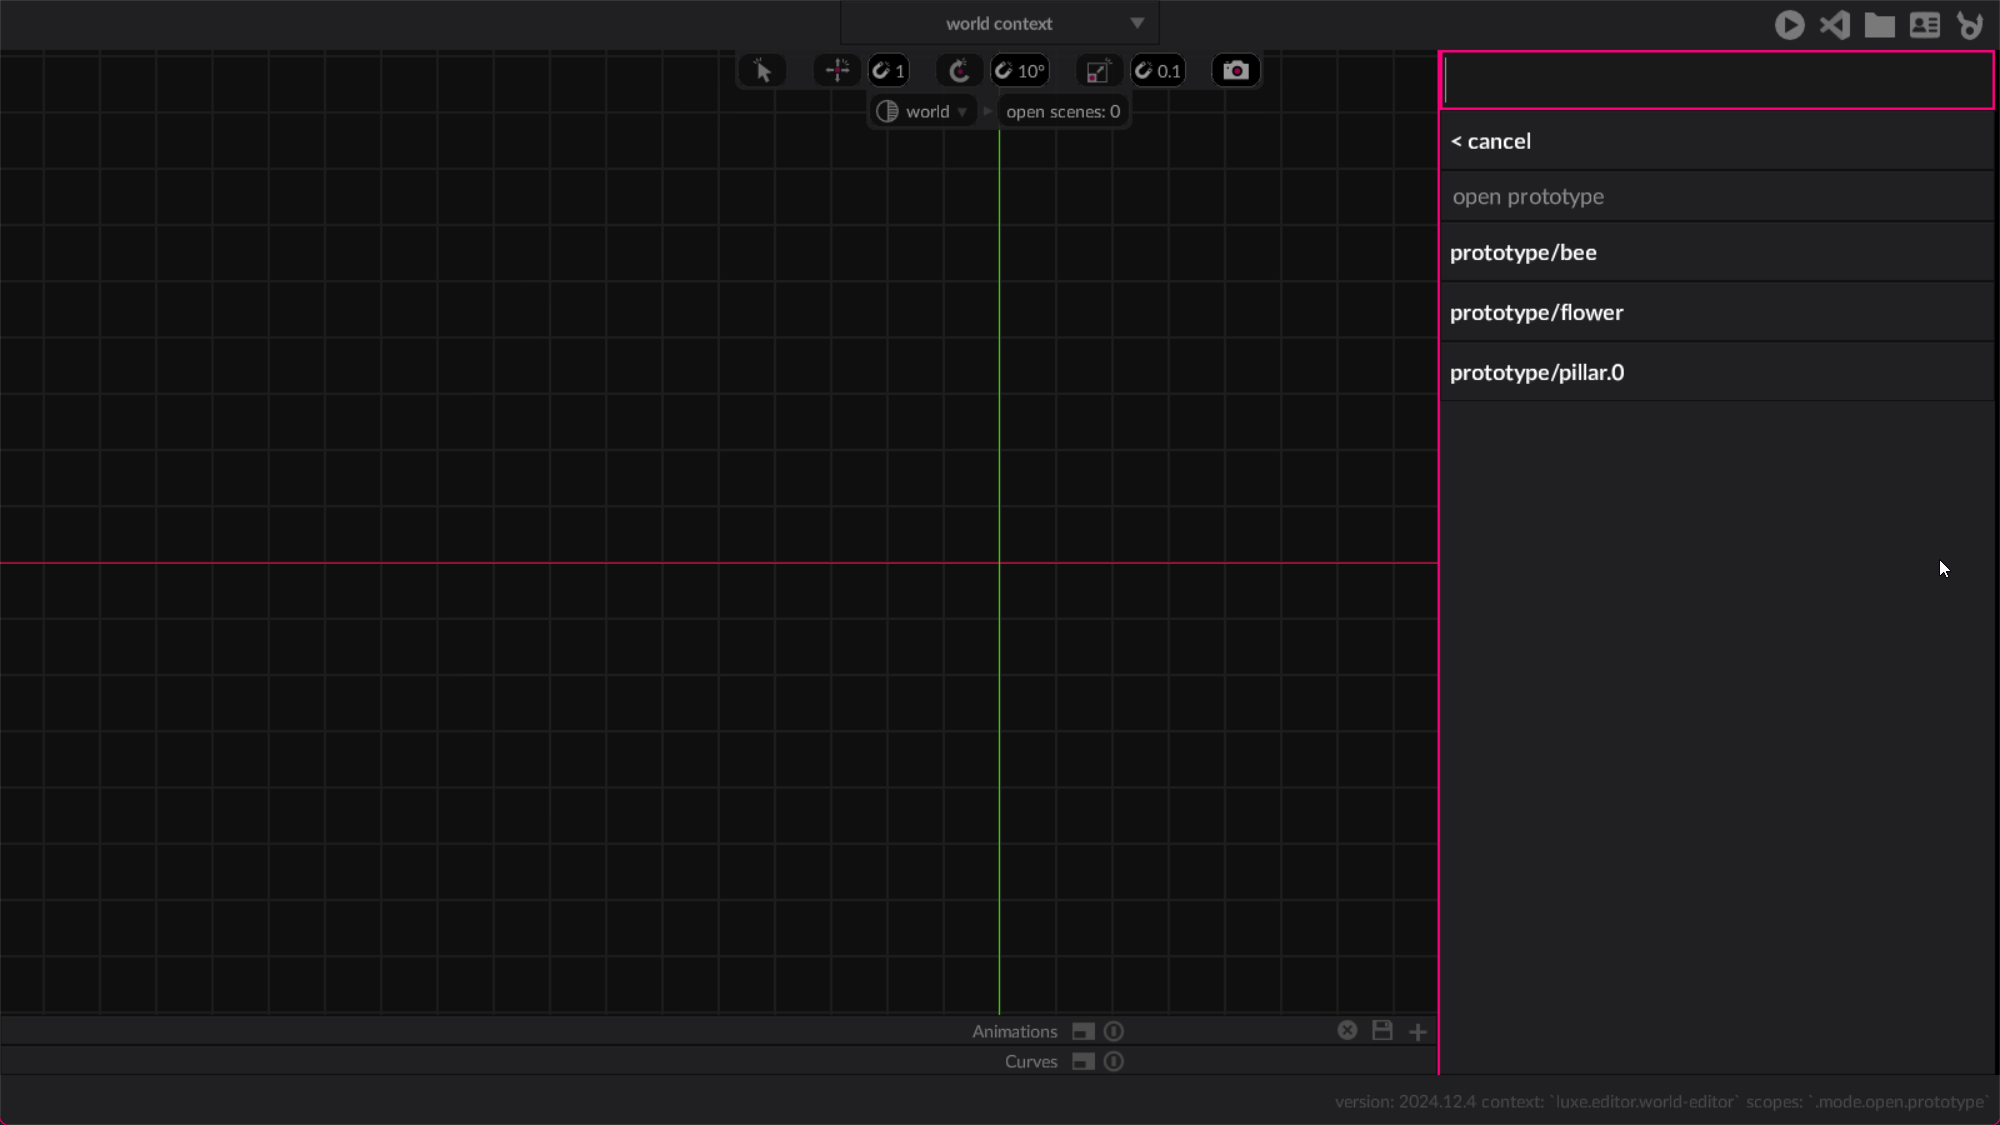 world context
1
10°
0.1
world
open scenes: 0
< cancel
open prototype
prototype/bee
prototype/flower
prototype/pillar.0
Animations
Curves
version: 2024.12.4 context: `luxe.editor.world-editor` scopes: `.mode.open.prototype`